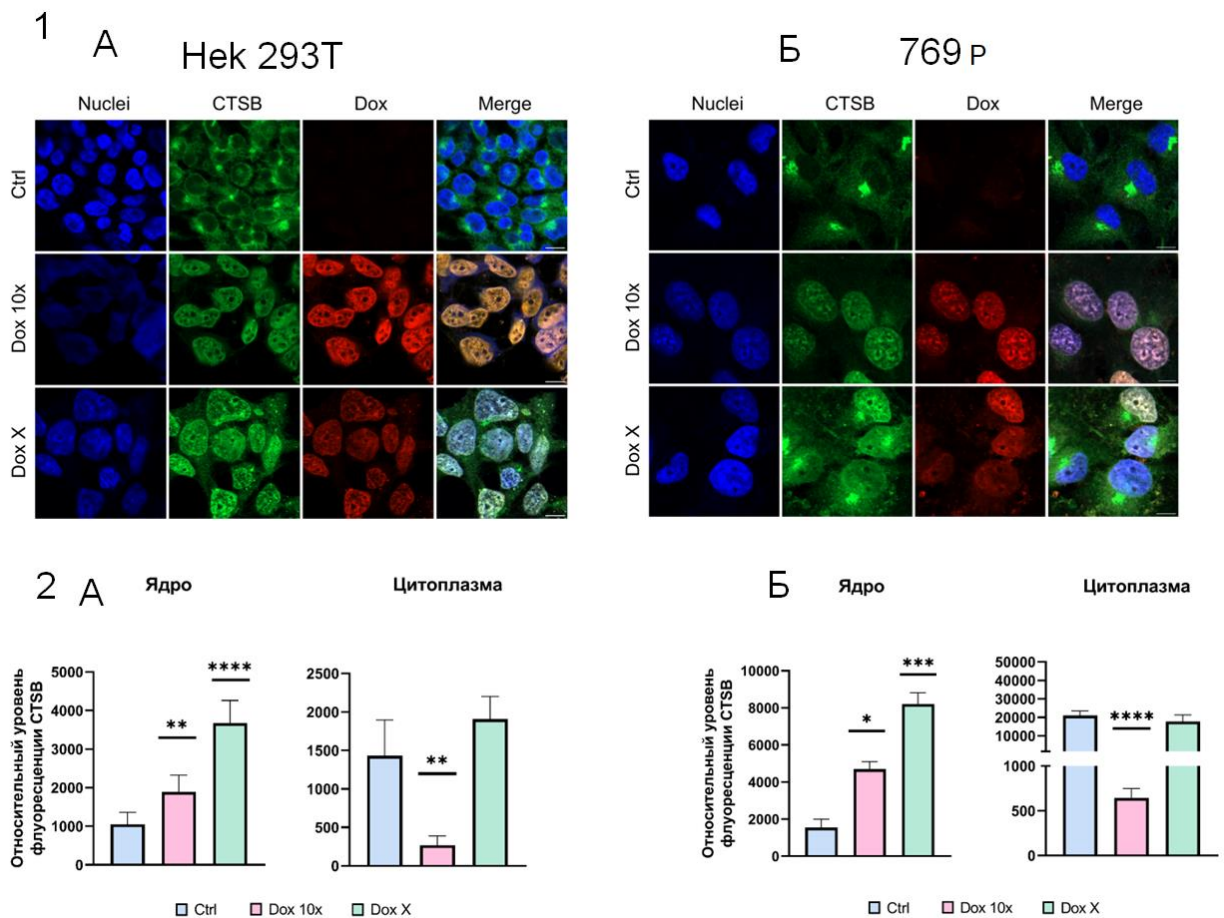 1
А
Hek 293T
Nuclei CTSB Dox Merge
Ctrl
Dox 10x
Dox X
Б
769 P
Nuclei CTSB Dox Merge
Ctrl
Dox 10x
Dox X
2 А
Ядро
Цитоплазма
Относительный уровень
флуоресценции CTSB
5000
4000
3000
2000
1000
0
**
****
2500
2000
1500
1000
500
0
**
Ctrl Dox 10x Dox X
Б
Ядро
Цитоплазма
Относительный уровень
флуоресценции CTSB
10000
8000
6000
4000
2000
0
*
***
50000
40000
30000
20000
10000
1000
500
0
****
Ctrl Dox 10x Dox X